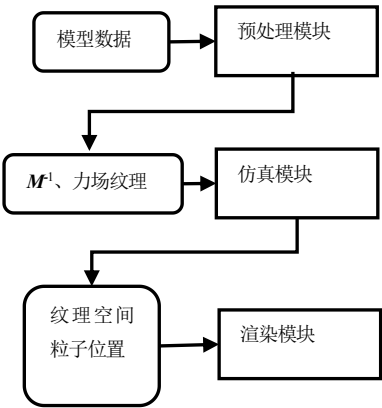 模型数据
预处理模块
M⁻¹、力场纹理
仿真模块
纹理空间
粒子位置
渲染模块